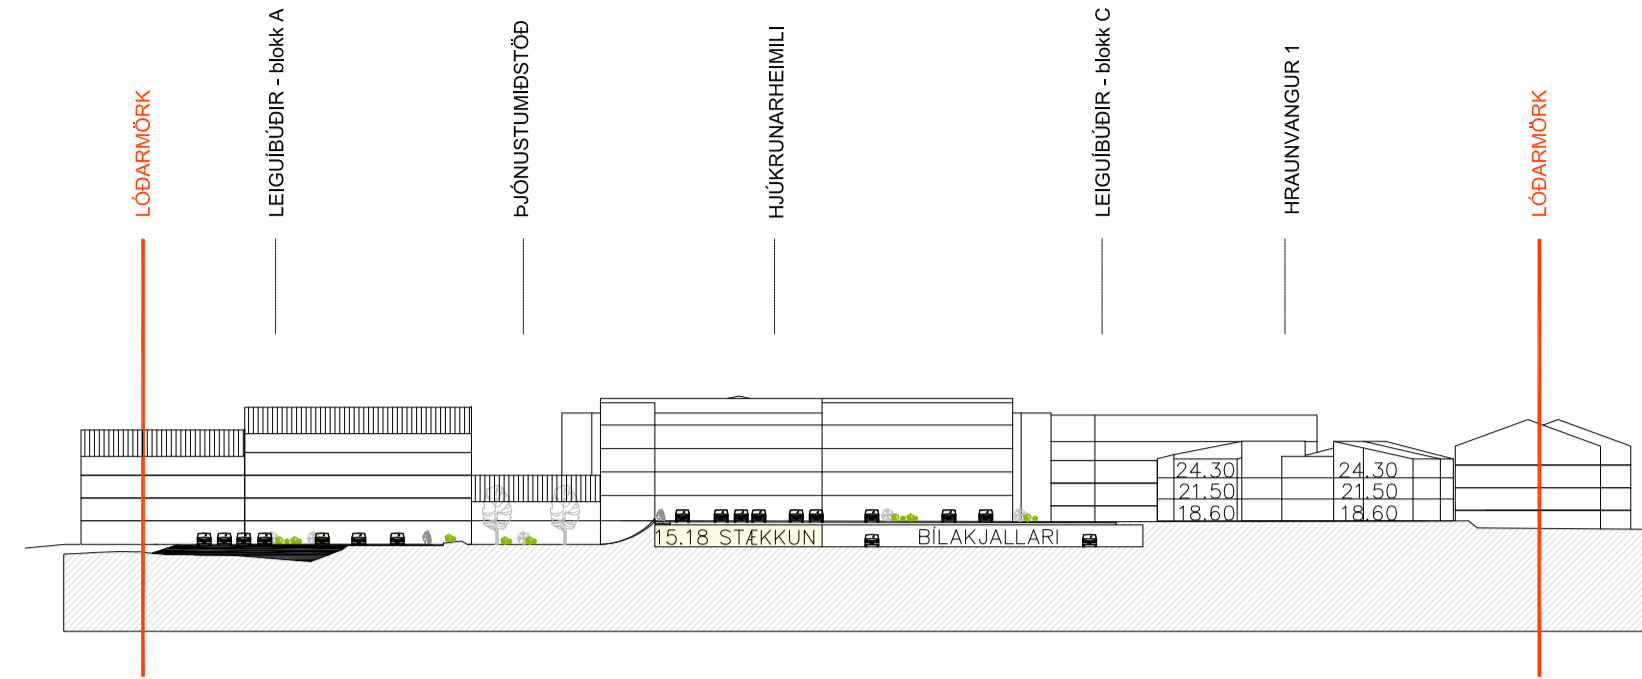 LÓÐARMÖRK
LEIGUÍBÚÐIR - blokk A
ÞJÓNUSTUMIÐSTÖÐ
HJÚKRUNARHEIMILI
LEIGUÍBÚÐIR - blokk C
HRAUNVANGUR 1
LÓÐARMÖRK
24.30
24.30
21.50
21.50
18.60
18.60
15.18 STÆKKUN
BÍLAKJALLARI